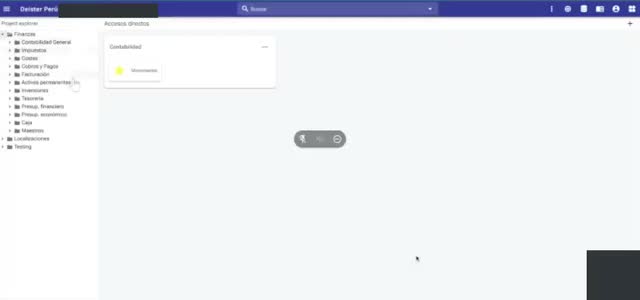 Deister Perú
Buscar
Project explorer
Accesos directos
Finanzas
Contabilidad General
Impuestos
Costes
Cobros y Pagos
Facturación
Activos permanentes
Inversiones
Tesorería
Presup. financiero
Presup. económico
Caja
Maestros
Localizaciones
Testing
Contabilidad
Movimientos